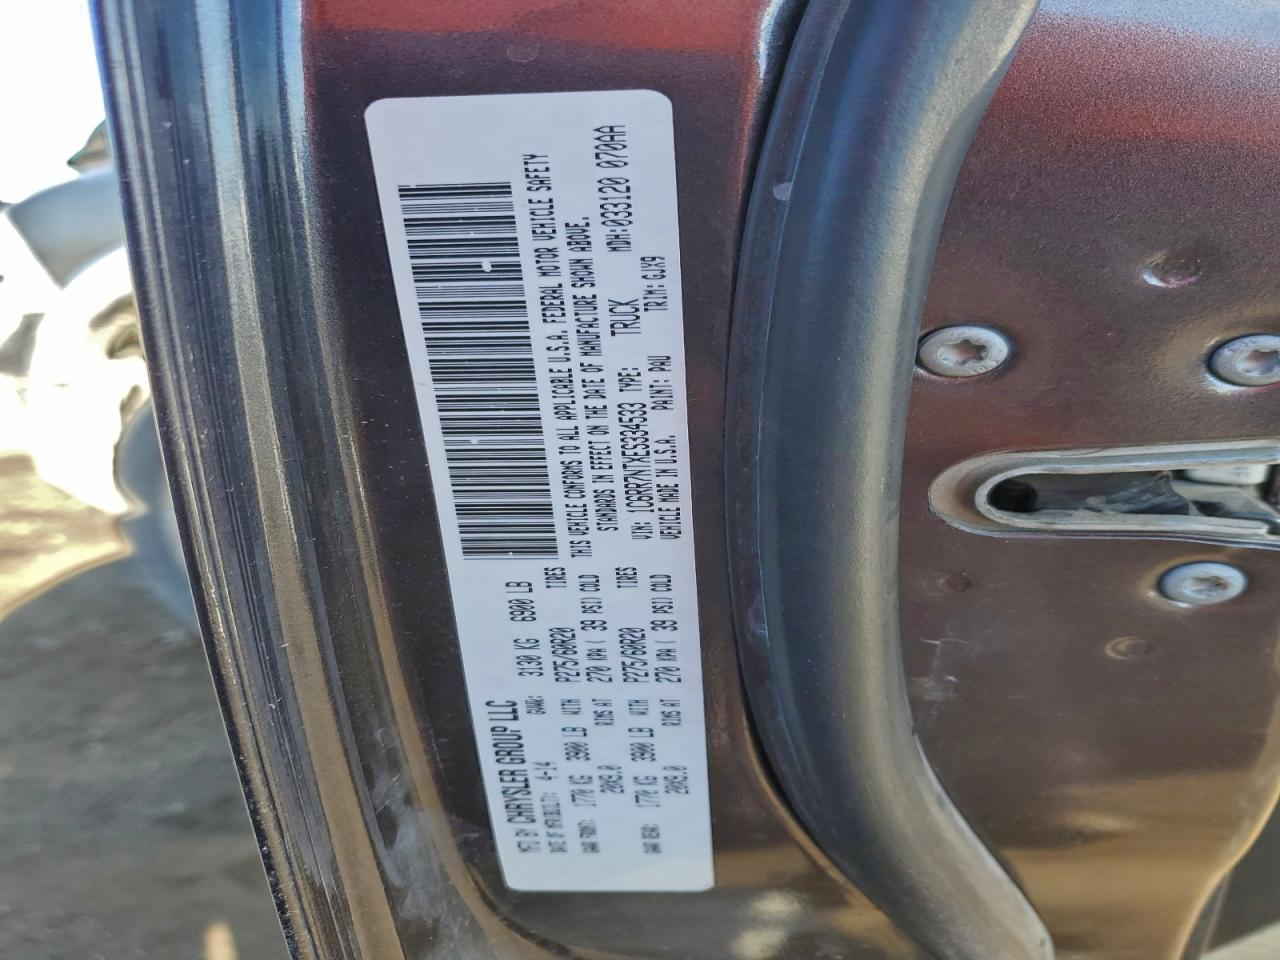 MFD BY CHRYSLER GROUP LLC
DATE OF MFR(BUILT): 4-14 GVWR: 3130 KG 6900 LB
GAWR FRONT: 1770 KG 3900 LB WITH P275/60R20 TIRES
20X9.0 RIMS AT 270 KPA ( 39 PSI) COLD
GAWR REAR: 1770 KG 3900 LB WITH P275/60R20 TIRES
20X9.0 RIMS AT 270 KPA ( 39 PSI) COLD
THIS VEHICLE CONFORMS TO ALL APPLICABLE U.S.A. FEDERAL MOTOR VEHICLE SAFETY
STANDARDS IN EFFECT ON THE DATE OF MANUFACTURE SHOWN ABOVE.
VIN: 1C6RR7NTXES334533 TYPE: TRUCK MDH:033120 070AA
VEHICLE MADE IN U.S.A. PAINT: PAU TRIM: GJX9